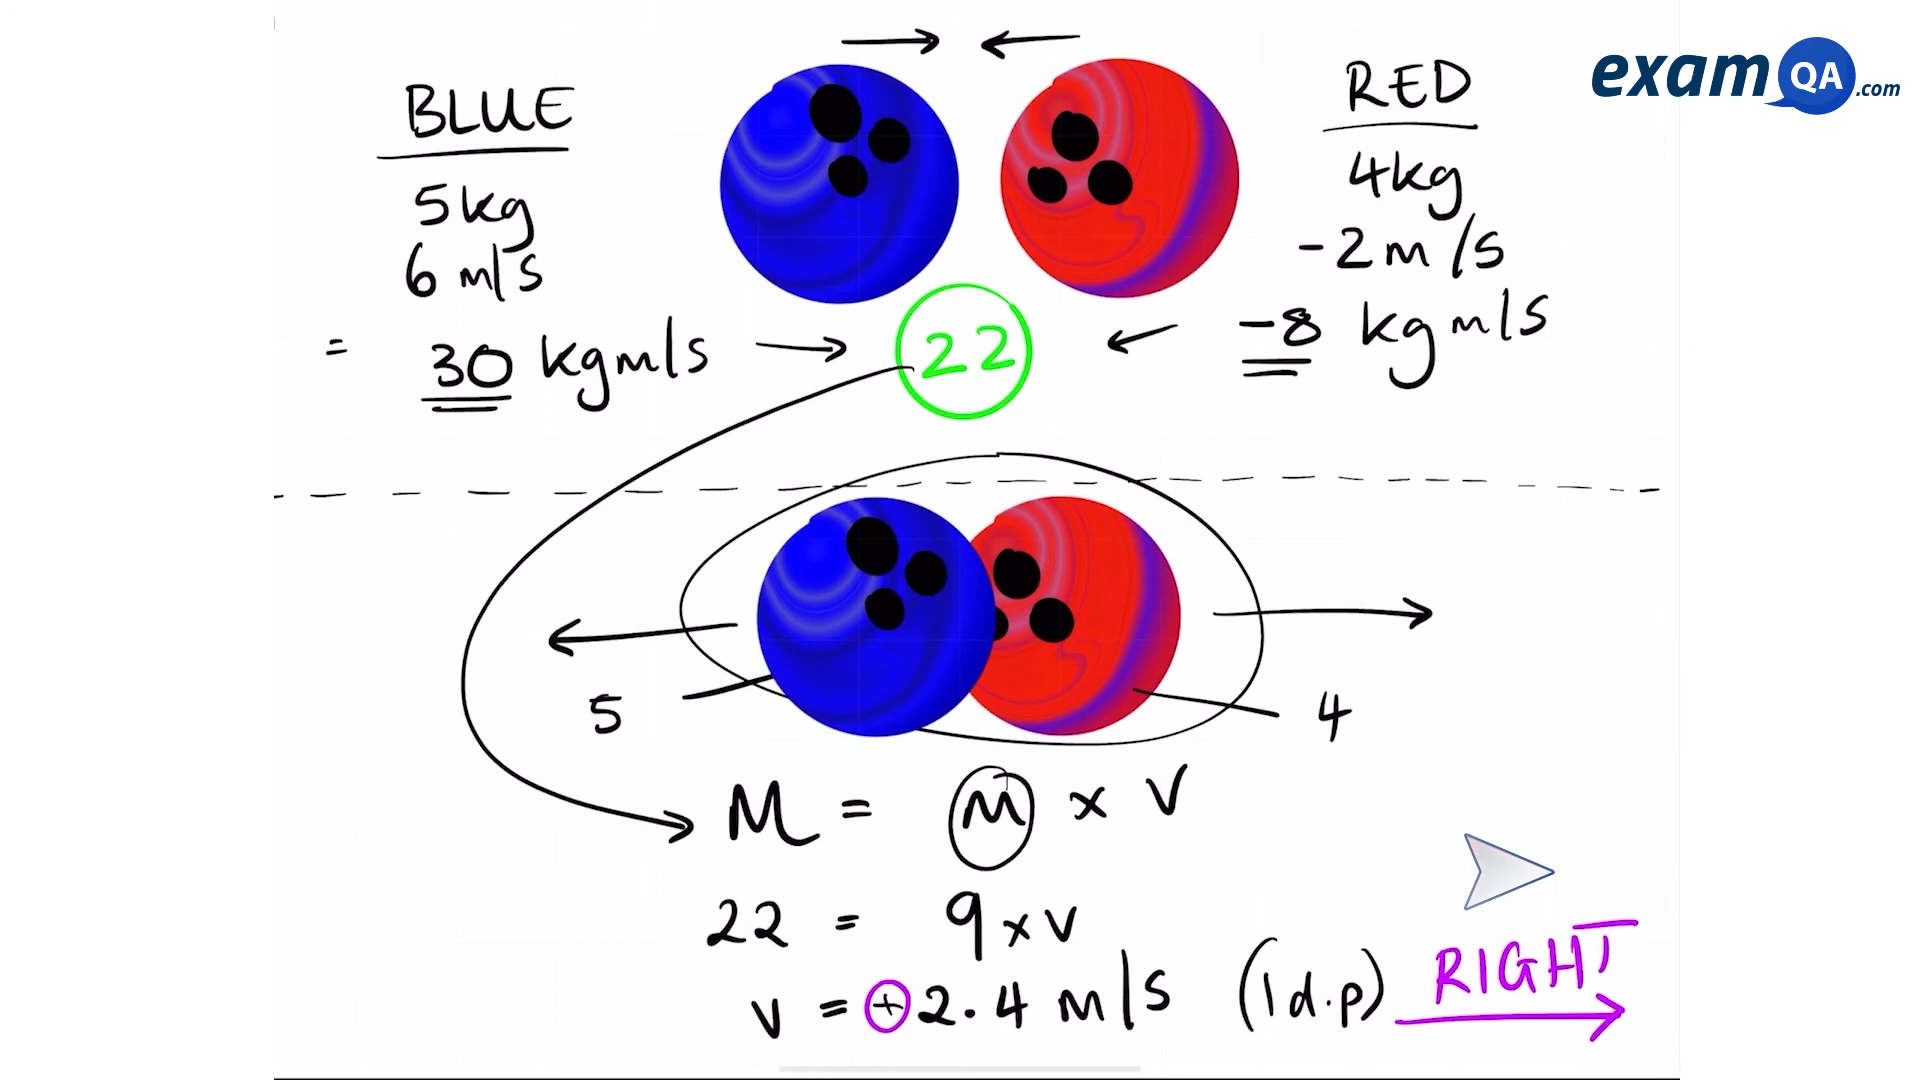 examQA.com
BLUE
5kg
6 m/s
= 30 kgm/s
RED
4kg
-2m/s
-8 kgm/s
22
5
4
M = m x v
22 = 9 x v
v = +2.4 m/s (1 d.p) RIGHT